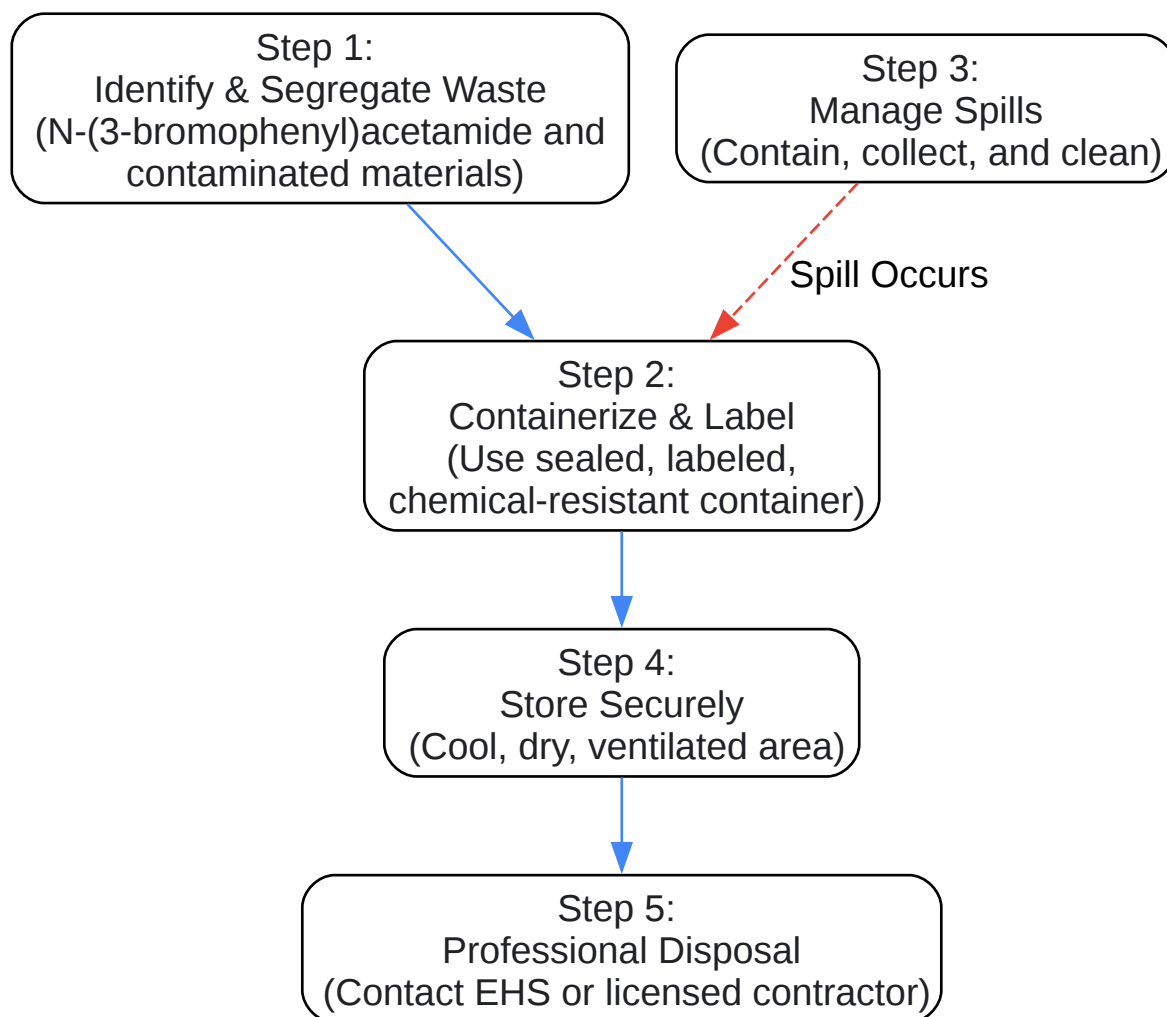 Step 1:
Identify & Segregate Waste
(N-(3-bromophenyl)acetamide and
contaminated materials)
Step 3:
Manage Spills
(Contain, collect, and clean)
Spill Occurs
Step 2:
Containerize & Label
(Use sealed, labeled,
chemical-resistant container)
Step 4:
Store Securely
(Cool, dry, ventilated area)
Step 5:
Professional Disposal
(Contact EHS or licensed contractor)